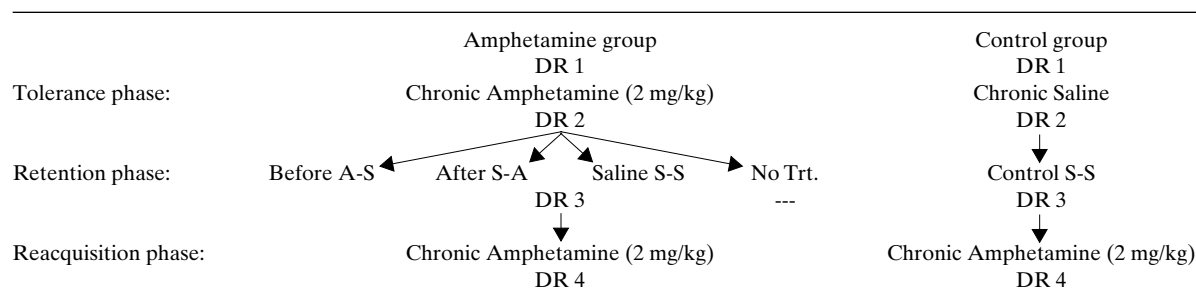 Amphetamine group Control group
DR 1 DR 1
Tolerance phase: Chronic Amphetamine (2 mg/kg) Chronic Saline
DR 2 DR 2
Retention phase: Before A-S After S-A Saline S-S No Trt. Control S-S
DR 3 --- DR 3
Reacquisition phase: Chronic Amphetamine (2 mg/kg) Chronic Amphetamine (2 mg/kg)
DR 4 DR 4